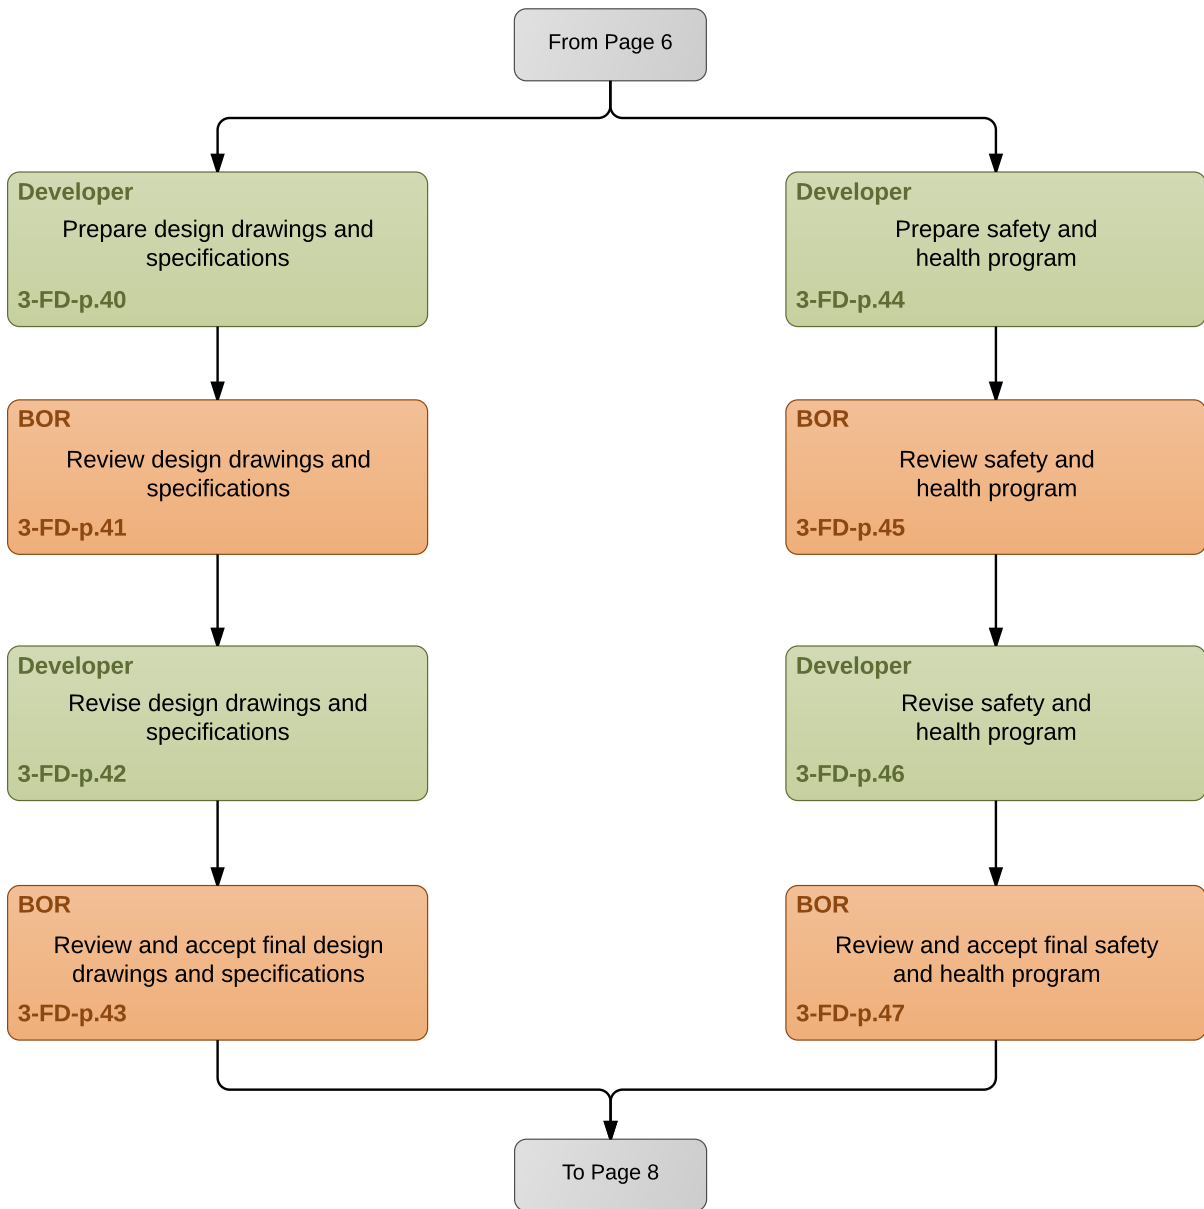 From Page 6
Developer
Prepare design drawings and
specifications
3-FD-p.40
Developer
Prepare safety and
health program
3-FD-p.44
BOR
Review design drawings and
specifications
3-FD-p.41
BOR
Review safety and
health program
3-FD-p.45
Developer
Revise design drawings and
specifications
3-FD-p.42
Developer
Revise safety and
health program
3-FD-p.46
BOR
Review and accept final design
drawings and specifications
3-FD-p.43
BOR
Review and accept final safety
and health program
3-FD-p.47
To Page 8